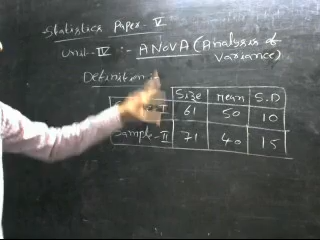 Statistics Paper-V
Unit-IV :- ANOVA (Analysis of
Variance)
Definition:
Size Mean S.D
I 61 50 10
Sample-II 71 40 15